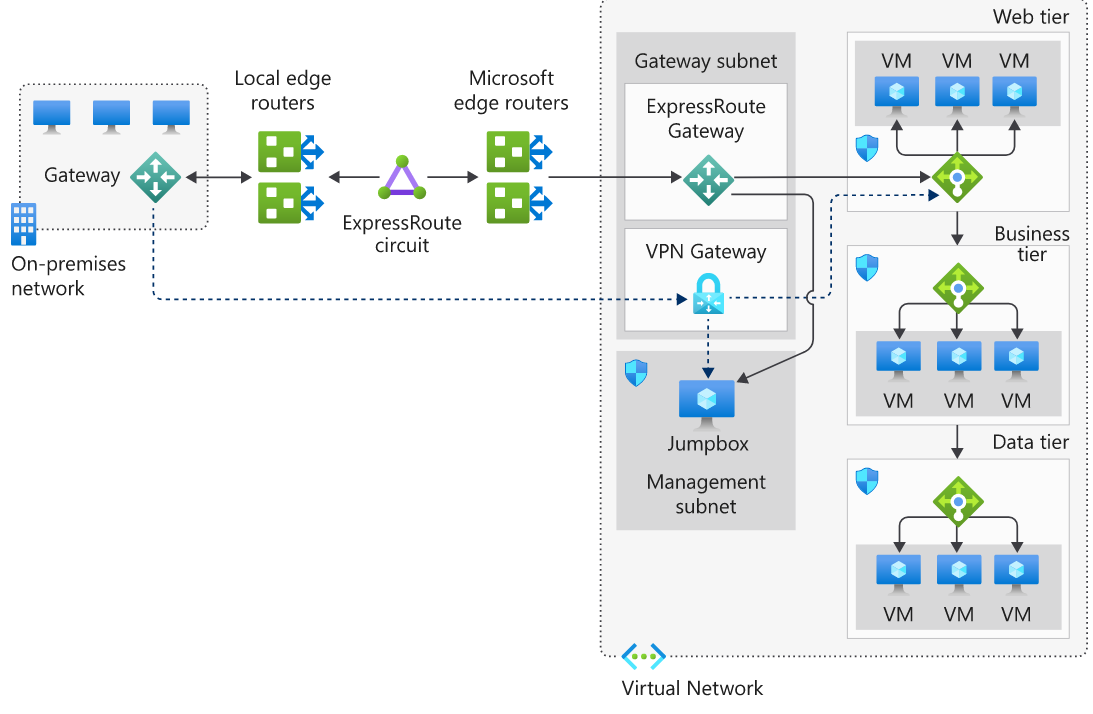 Web tier
VM VM VM
Gateway subnet
ExpressRoute
Gateway
Local edge
routers
Microsoft
edge routers
Gateway
ExpressRoute
circuit
On-premises
network
VPN Gateway
Business
tier
VM VM VM
Jumpbox
Management
subnet
Data tier
VM VM VM
Virtual Network